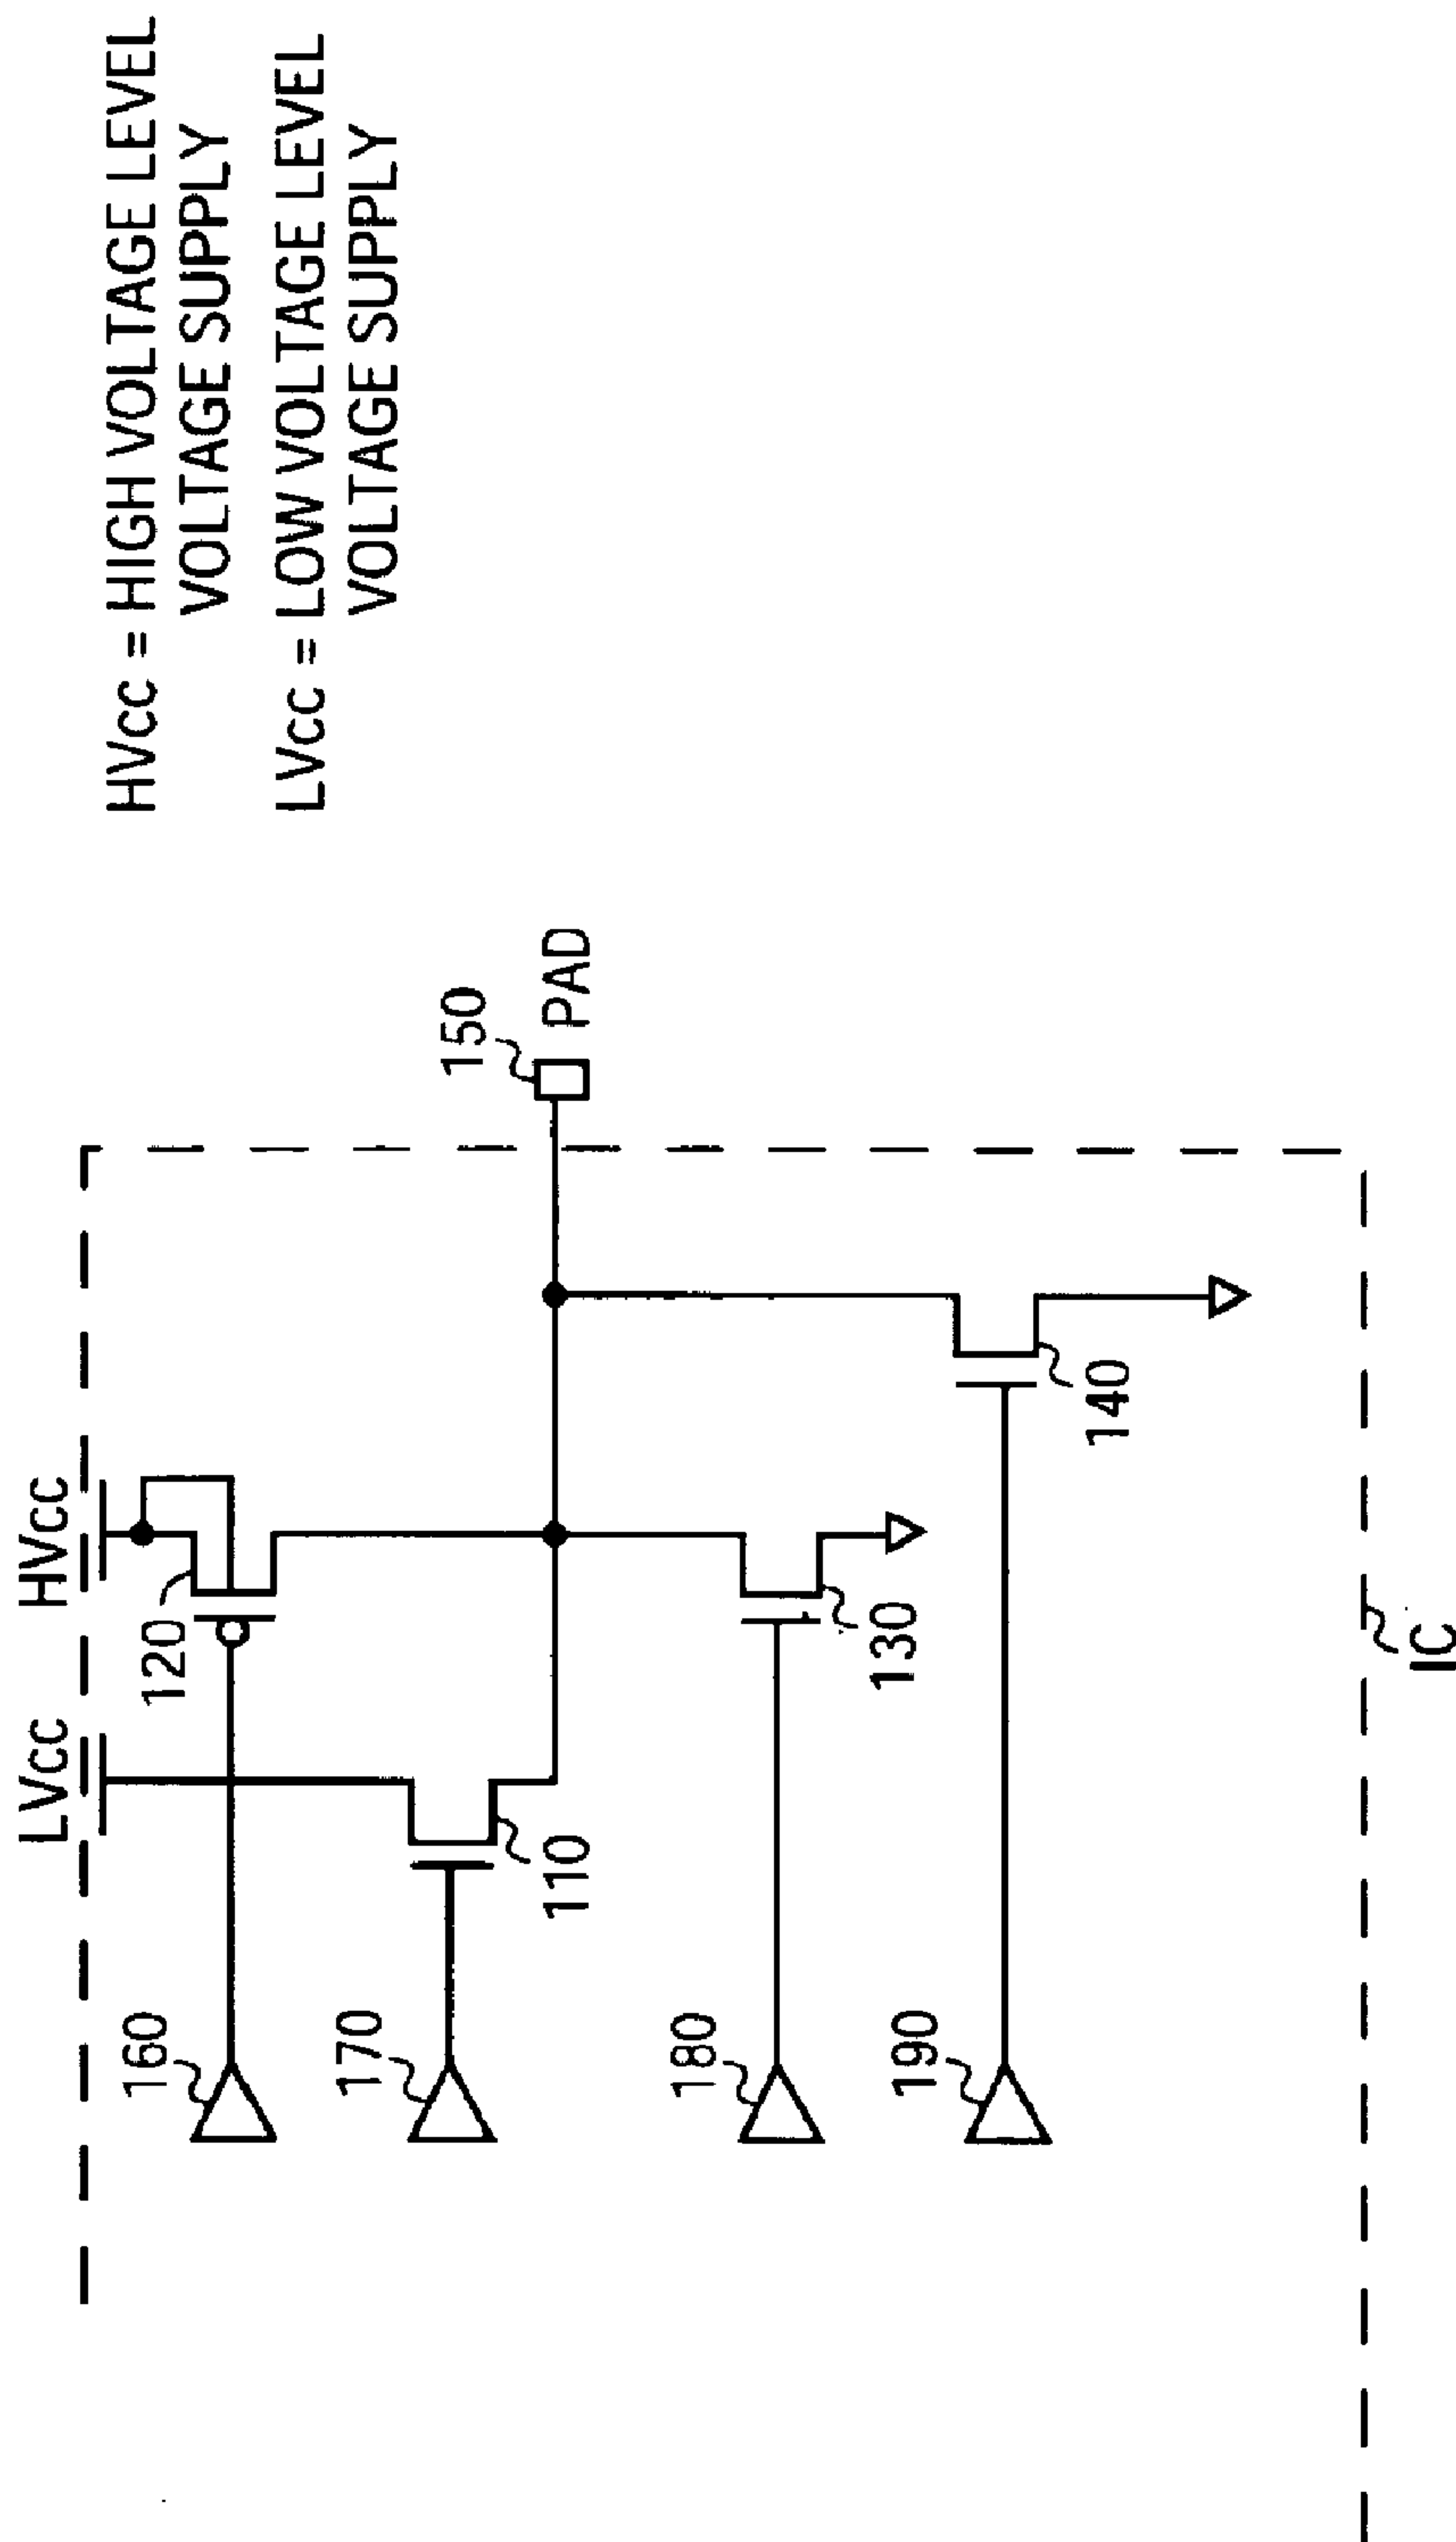 HVcc = HIGH VOLTAGE LEVEL
VOLTAGE SUPPLY
LVcc = LOW VOLTAGE LEVEL
VOLTAGE SUPPLY
LVcc
HVcc
160
120
170
110
150
PAD
180
130
190
140
IC